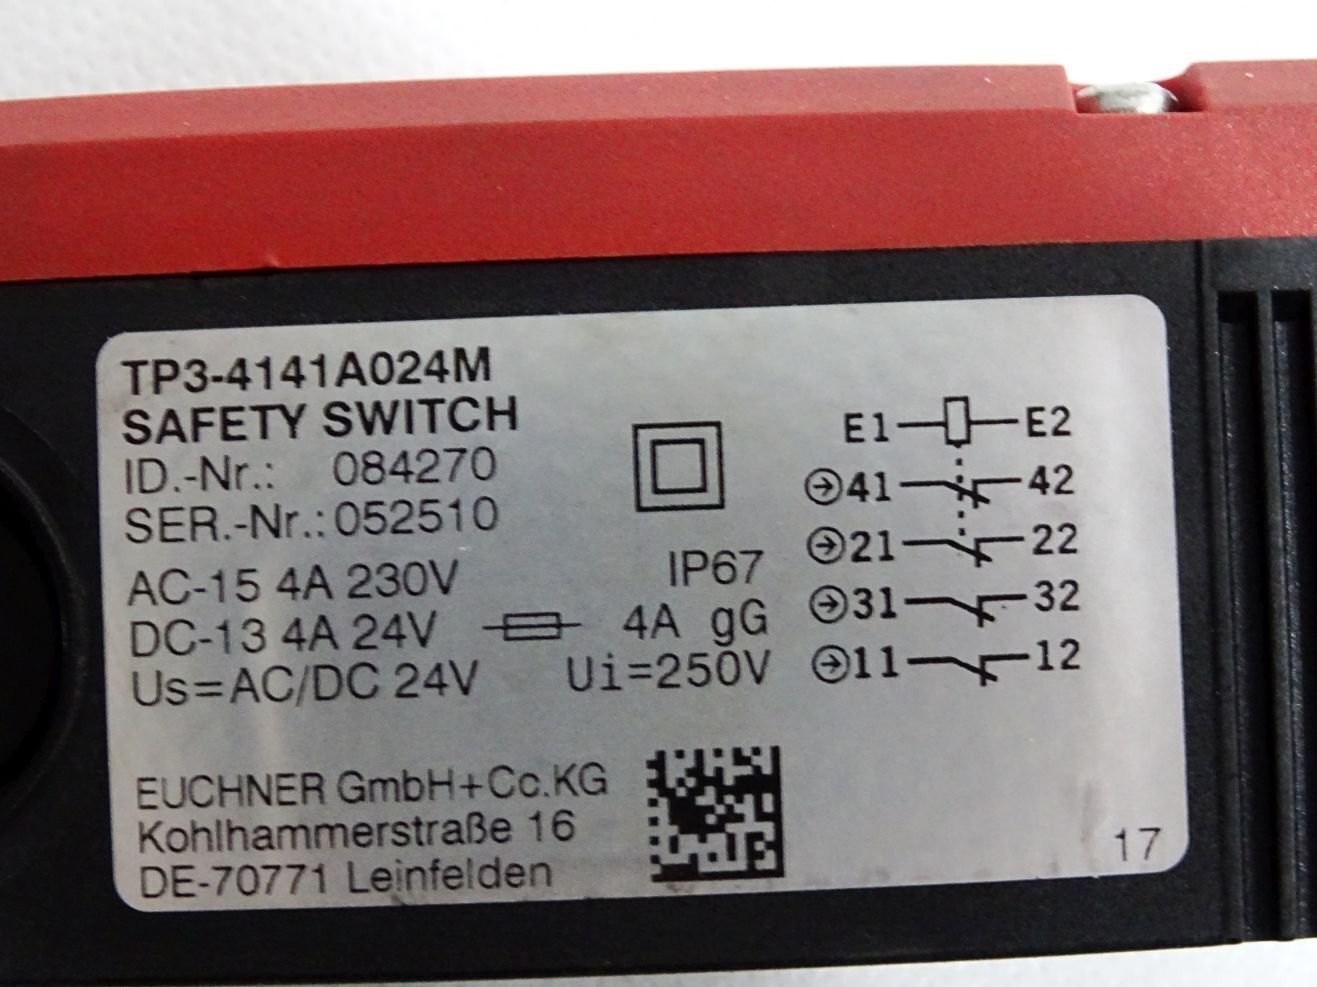 TP3-4141A024M
SAFETY SWITCH
ID.-Nr.: 084270
SER.-Nr.: 052510
AC-15 4A 230V
IP67
DC-13 4A 24V
4A gG
Us=AC/DC 24V
Ui=250V
E1 E2
41 42
21 22
31 32
11 12
EUCHNER GmbH+Co.KG
Kohlhammerstraße 16
DE-70771 Leinfelden
17